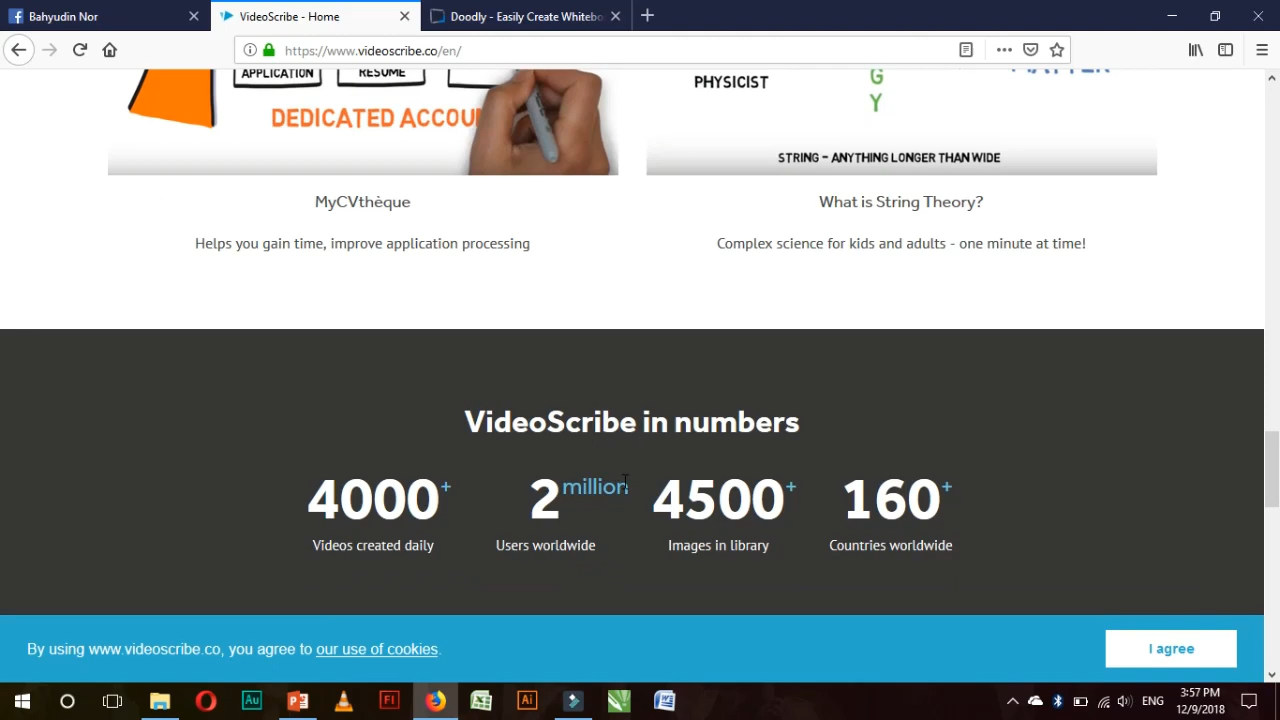 Bahyudin Nor
VideoScribe - Home
Doodly - Easily Create Whitebo
https://www.videoscribe.co/en/
APPLICATION
RESUME
DEDICATED ACCOU
PHYSICIST
G
Y
MATTER
STRING - ANYTHING LONGER THAN WIDE
MyCVthèque
What is String Theory?
Helps you gain time, improve application processing
Complex science for kids and adults - one minute at time!
VideoScribe in numbers
4000+
2 million
4500+
160+
Videos created daily
Users worldwide
Images in library
Countries worldwide
By using www.videoscribe.co, you agree to our use of cookies.
I agree
ENG
3:57 PM
12/9/2018